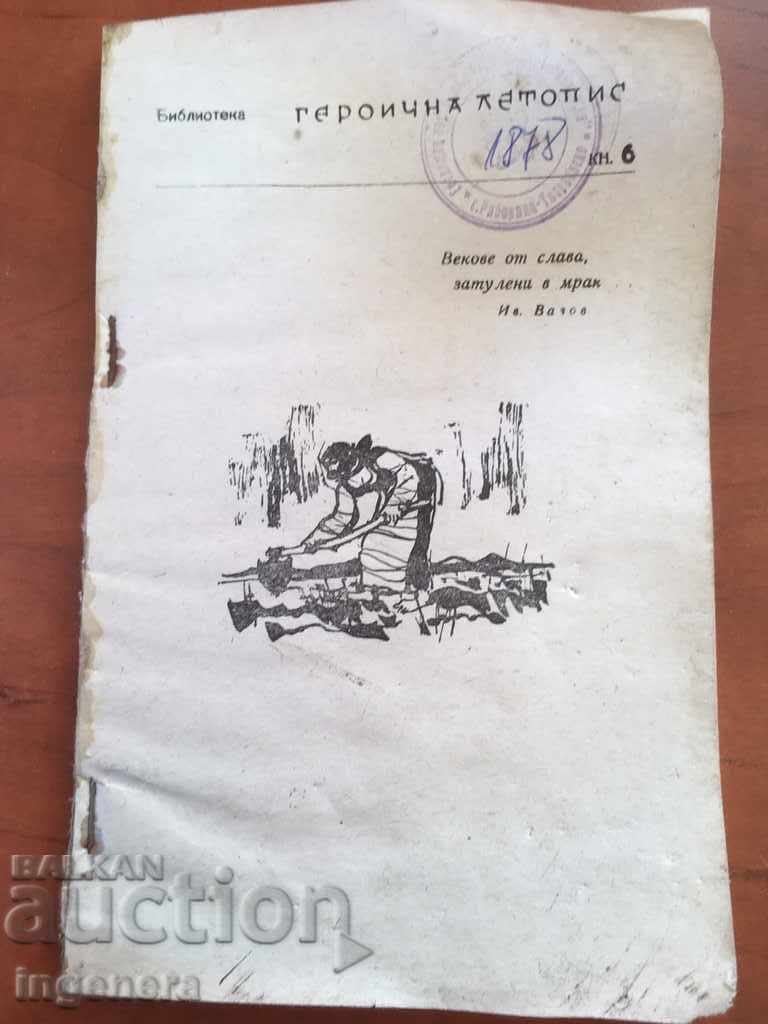 Библиотека ГЕРОИЧНА ЛЕТОПИС
1878
кн. 6
Векове от слава,
затулени в мрак
Ив. Вазов
BALKAN
auction
ingenera